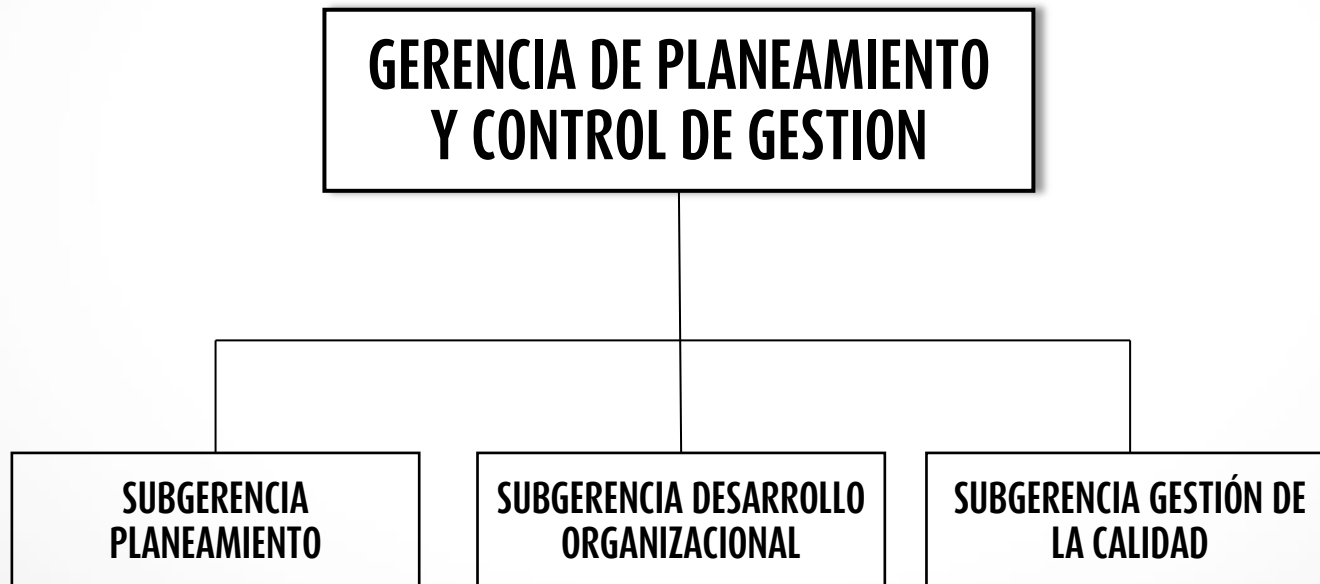 GERENCIA DE PLANEAMIENTO
Y CONTROL DE GESTION
SUBGERENCIA
PLANEAMIENTO
SUBGERENCIA DESARROLLO
ORGANIZACIONAL
SUBGERENCIA GESTIÓN DE
LA CALIDAD